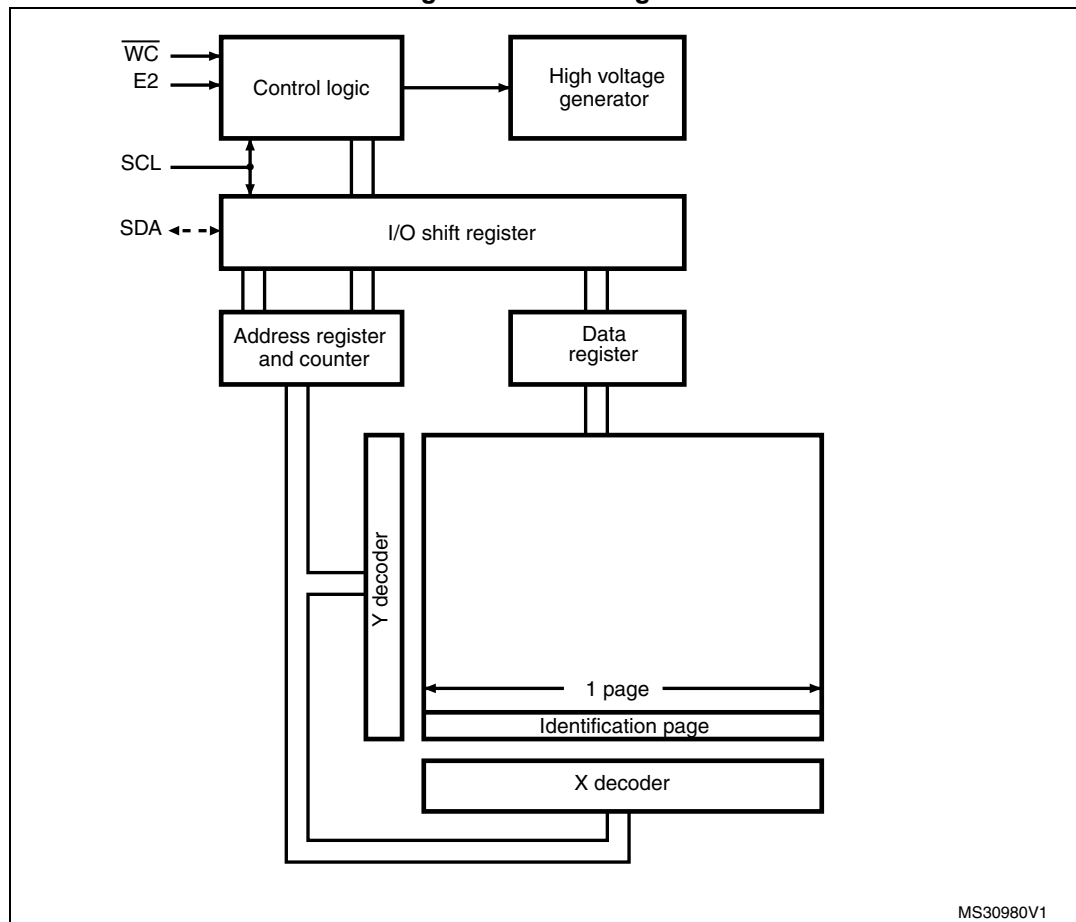 W̅C̅
E2
Control logic
High voltage
generator
SCL
SDA
I/O shift register
Address register
and counter
Data
register
Y decoder
1 page
Identification page
X decoder
MS30980V1